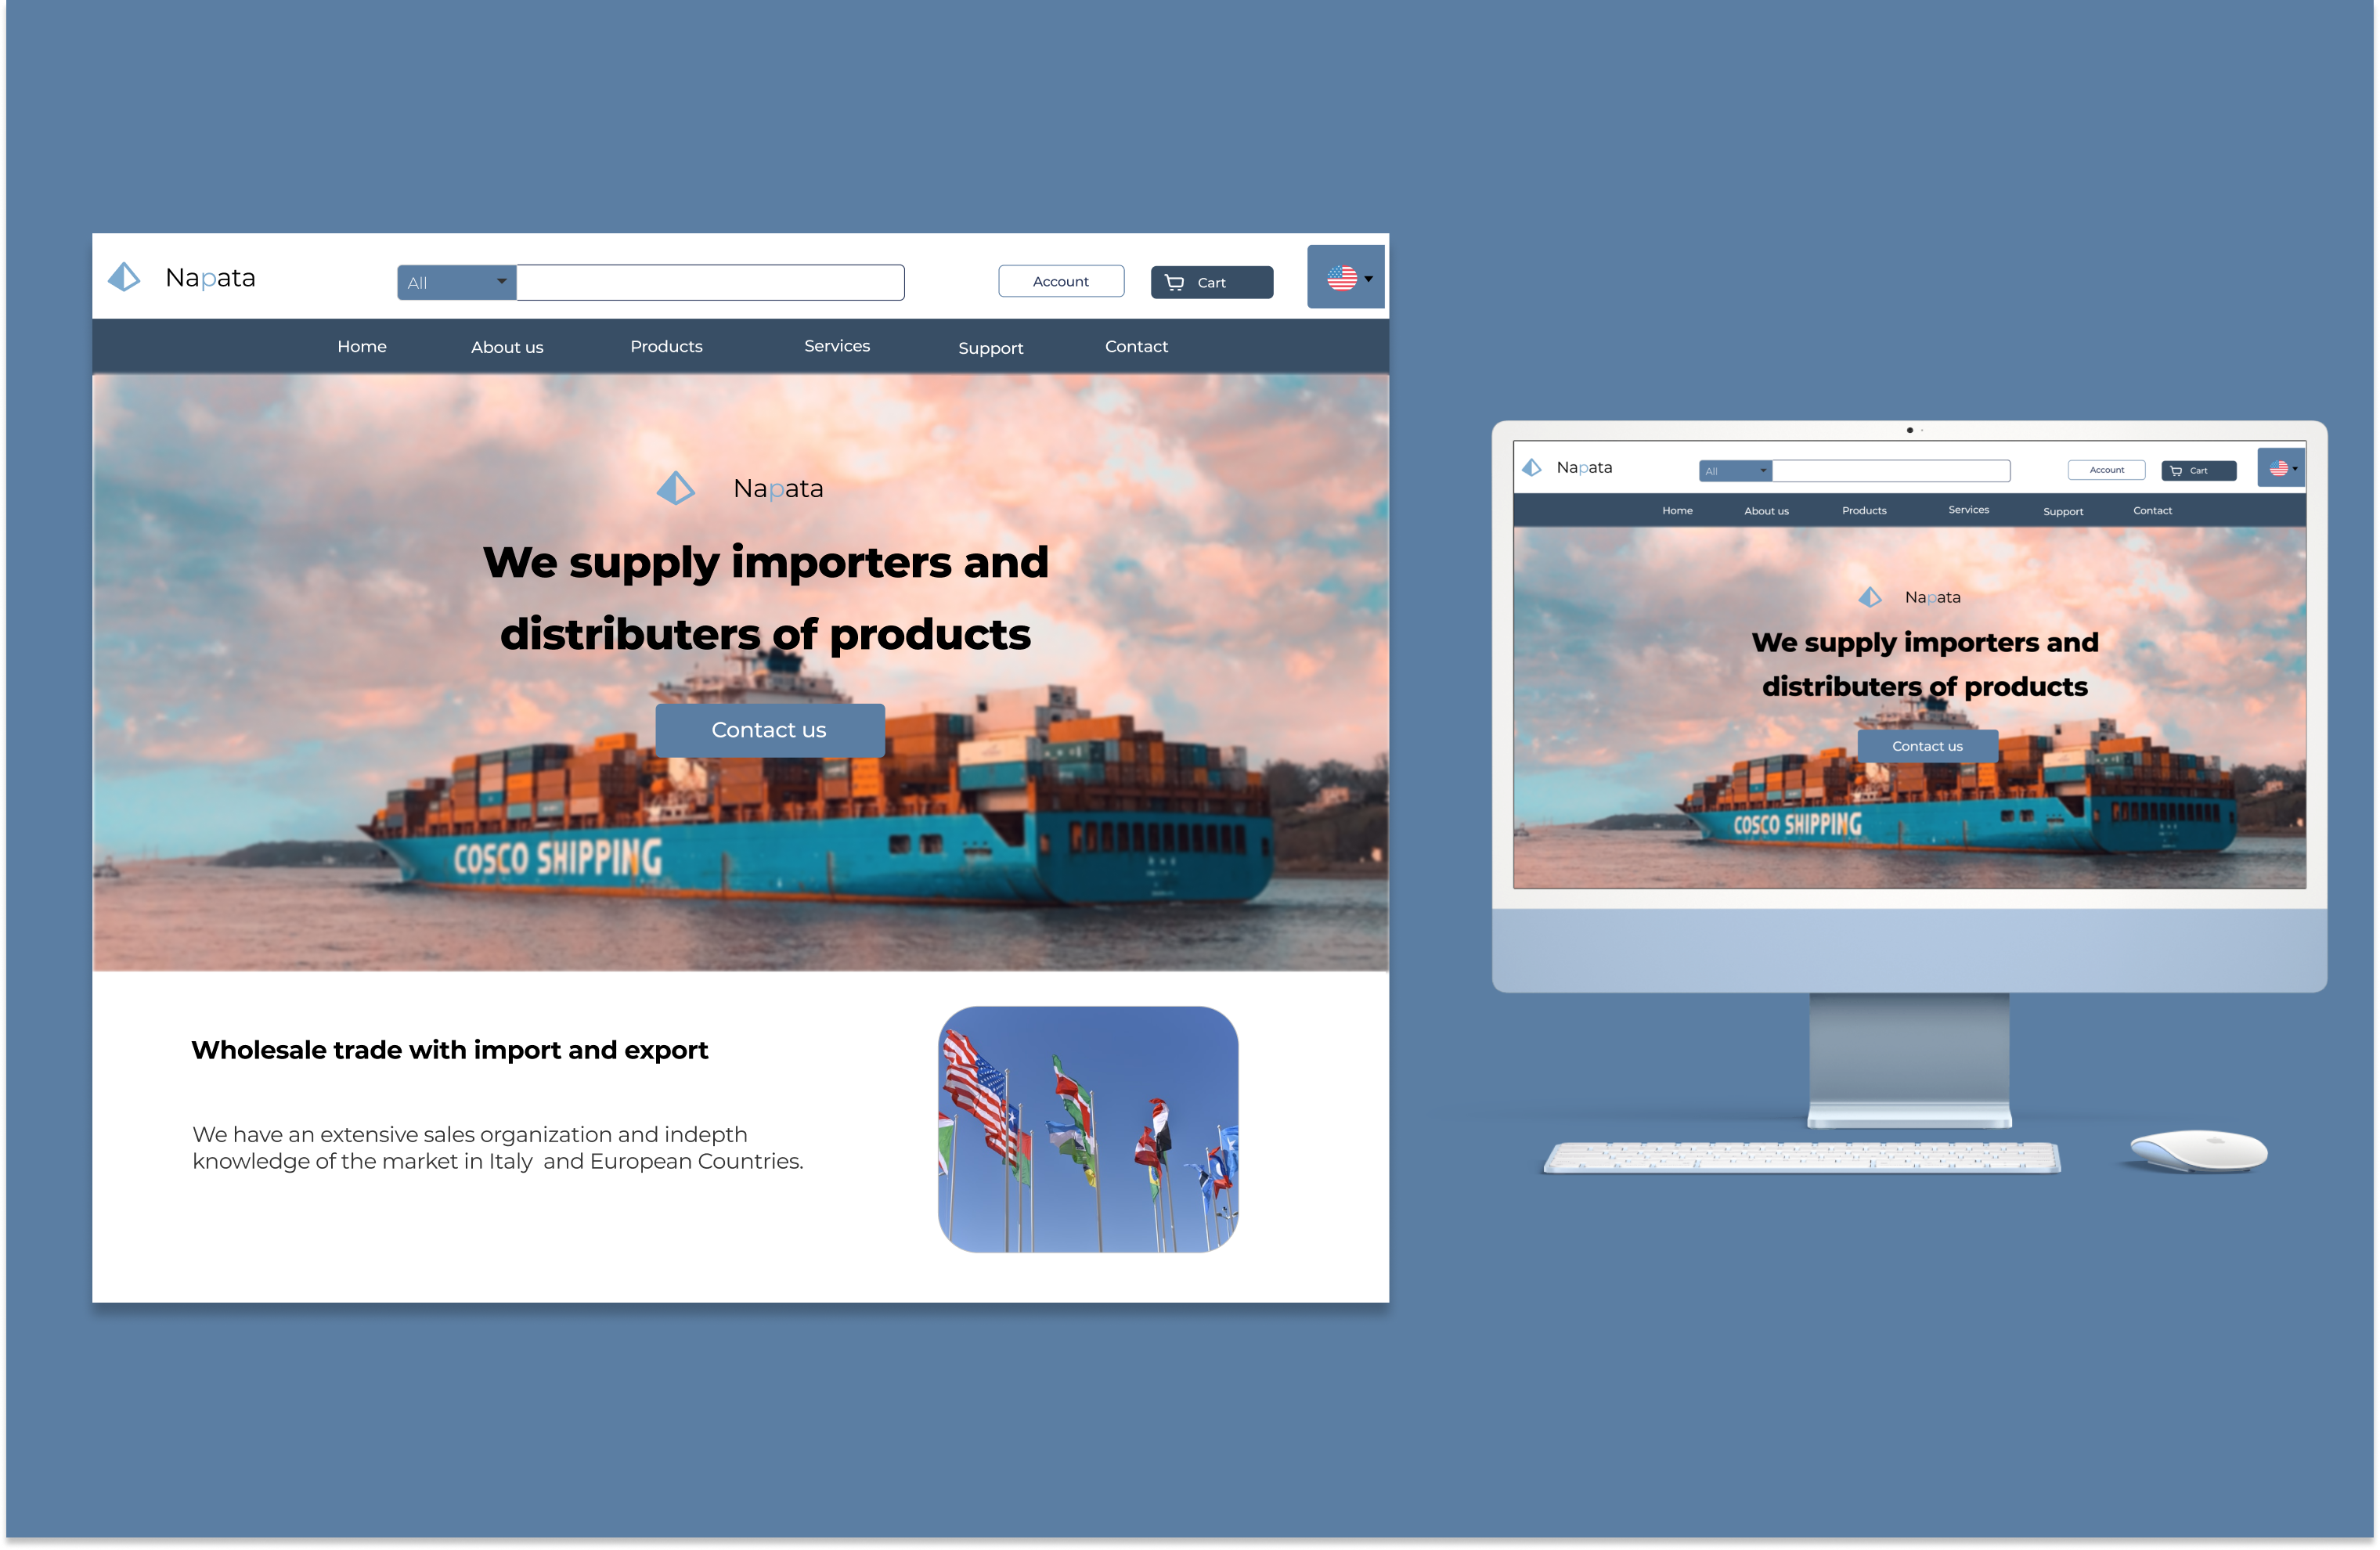 Napata
All
Account
Cart
Home About us Products Services Support Contact
Napata
We supply importers and
distributers of products
Contact us
COSCO SHIPPING
Wholesale trade with import and export
We have an extensive sales organization and indepth
knowledge of the market in Italy  and European Countries.
Napata
All
Account
Cart
Home About us Products Services Support Contact
Napata
We supply importers and
distributers of products
Contact us
COSCO SHIPPING